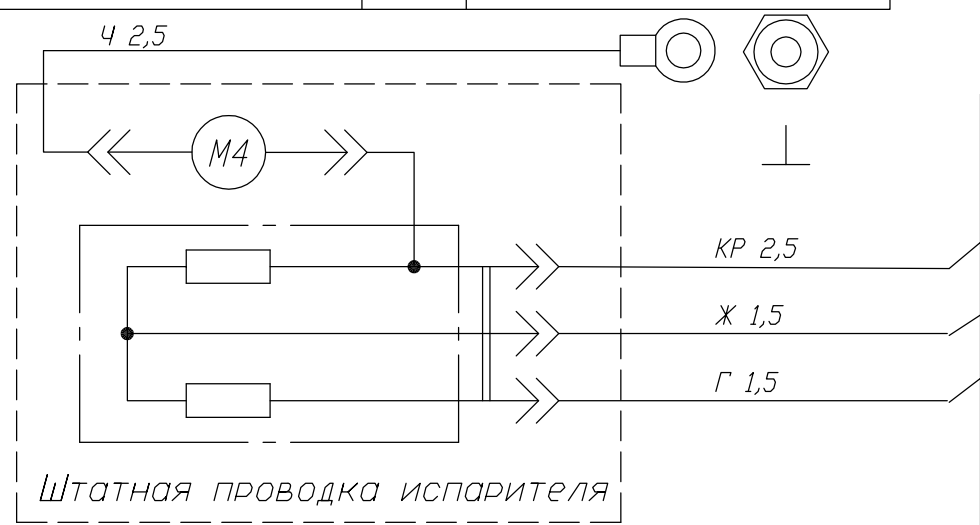 Ч 2,5
М4
КР 2,5
Ж 1,5
Г 1,5
Штатная проводка испарителя